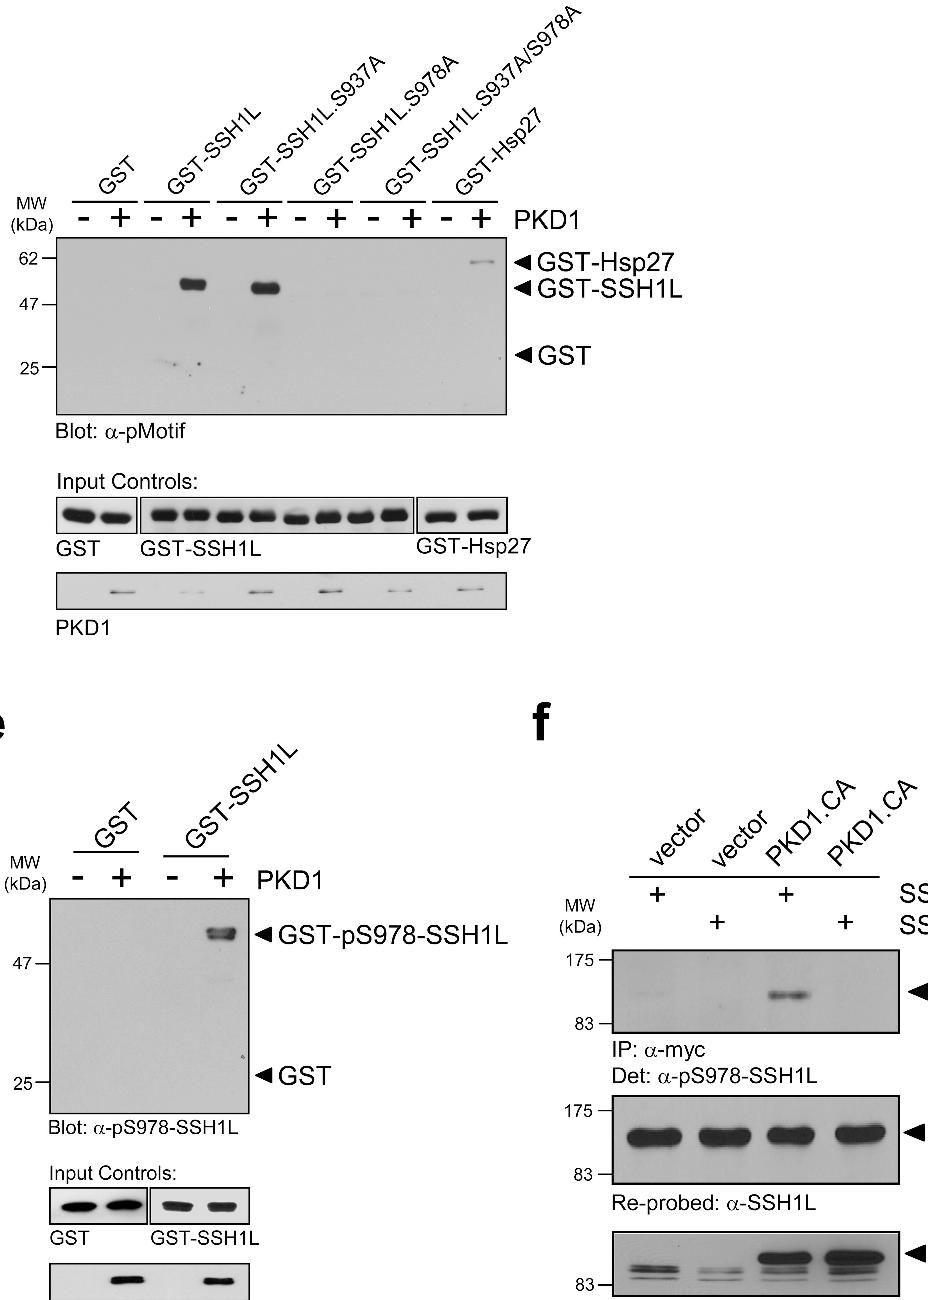 GST
GST-SSH1L
GST-SSH1L.S937A
GST-SSH1L.S978A
GST-SSH1L.S937A/S978A
GST-Hsp27
MW
(kDa)
- + - + - + - + - + - + PKD1
62
GST-Hsp27
GST-SSH1L
47
GST
25
Blot: α-pMotif
Input Controls:
GST GST-SSH1L GST-Hsp27
PKD1
e
GST
GST-SSH1L
MW
(kDa)
- + - + PKD1
GST-pS978-SSH1L
47
GST
25
Blot: α-pS978-SSH1L
Input Controls:
GST GST-SSH1L
f
vector
vector
PKD1.CA
PKD1.CA
+ + SS
+ + SS
MW
(kDa)
175
83
IP: α-myc
Det: α-pS978-SSH1L
175
83
Re-probed: α-SSH1L
83